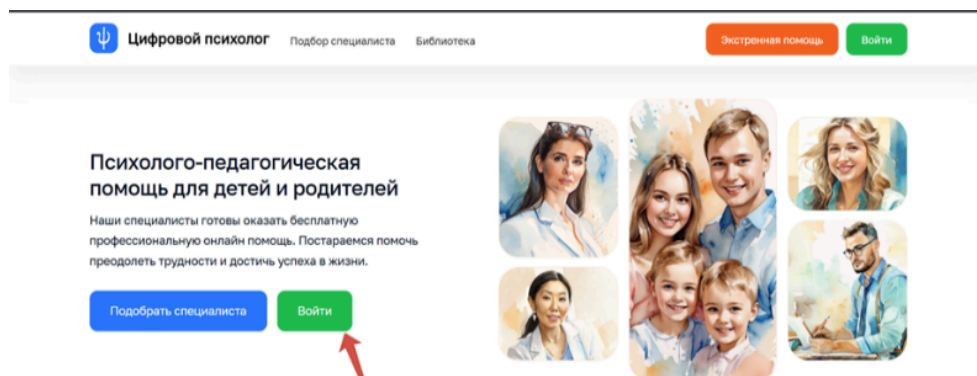 Цифровой психолог
Подбор специалиста
Библиотека
Экстренная помощь
Войти
Психолого-педагогическая
помощь для детей и родителей
Наши специалисты готовы оказать бесплатную
профессиональную онлайн помощь. Постараемся помочь
преодолеть трудности и достичь успеха в жизни.
Подобрать специалиста
Войти